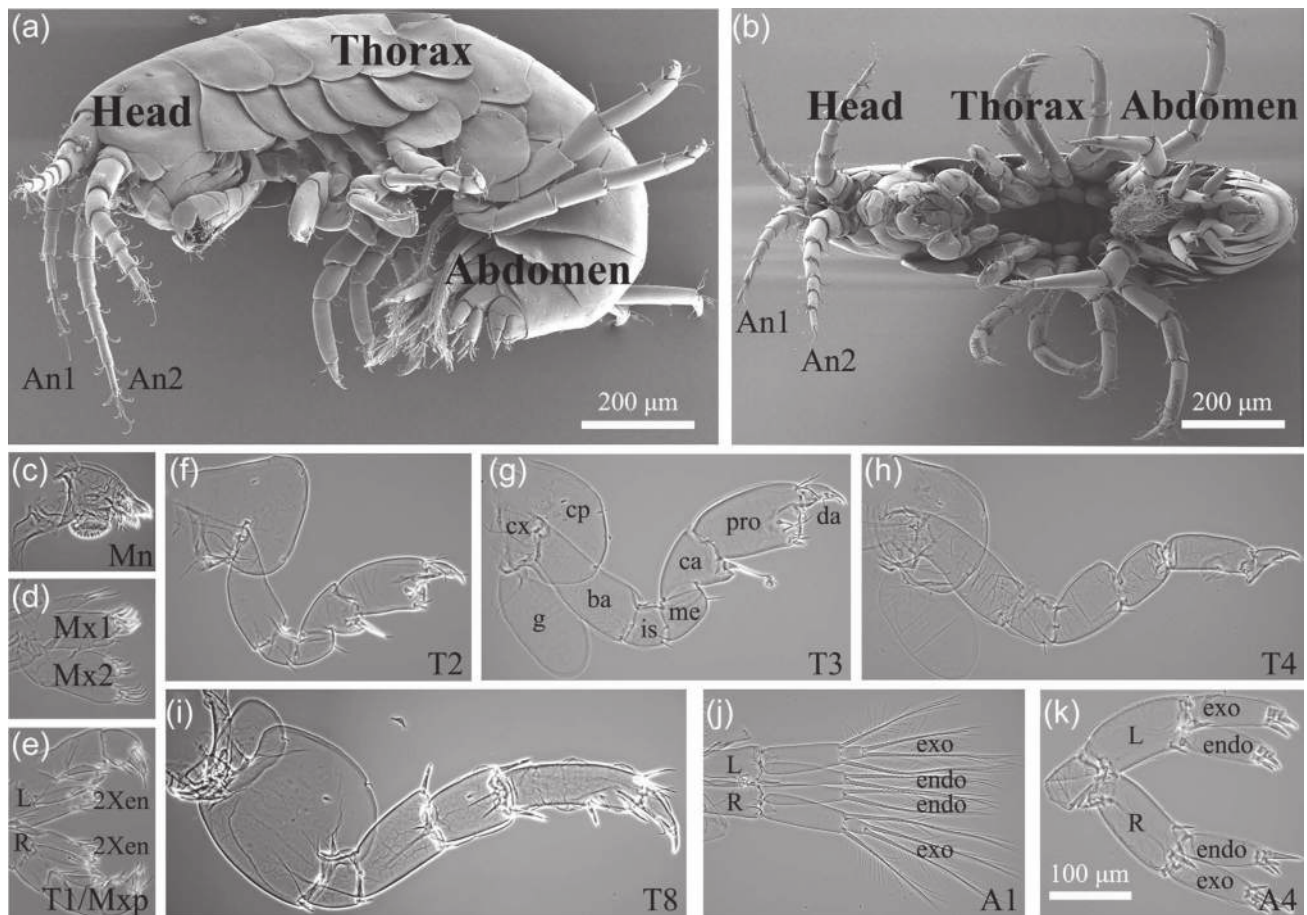 (a)
Thorax
Head
Abdomen
An1
An2
200 µm
(b)
Head
Thorax
Abdomen
An1
An2
200 µm
(c)
Mn
(d)
Mx1
Mx2
(e)
L
2Xen
R
2Xen
T1/Mxp
(f)
T2
(g)
cp
cx
pro
da
ca
ba
me
g
is
T3
(h)
T4
(i)
T8
(j)
exo
L
endo
R
endo
exo
A1
(k)
exo
L
endo
R
endo
exo
100 µm
A4